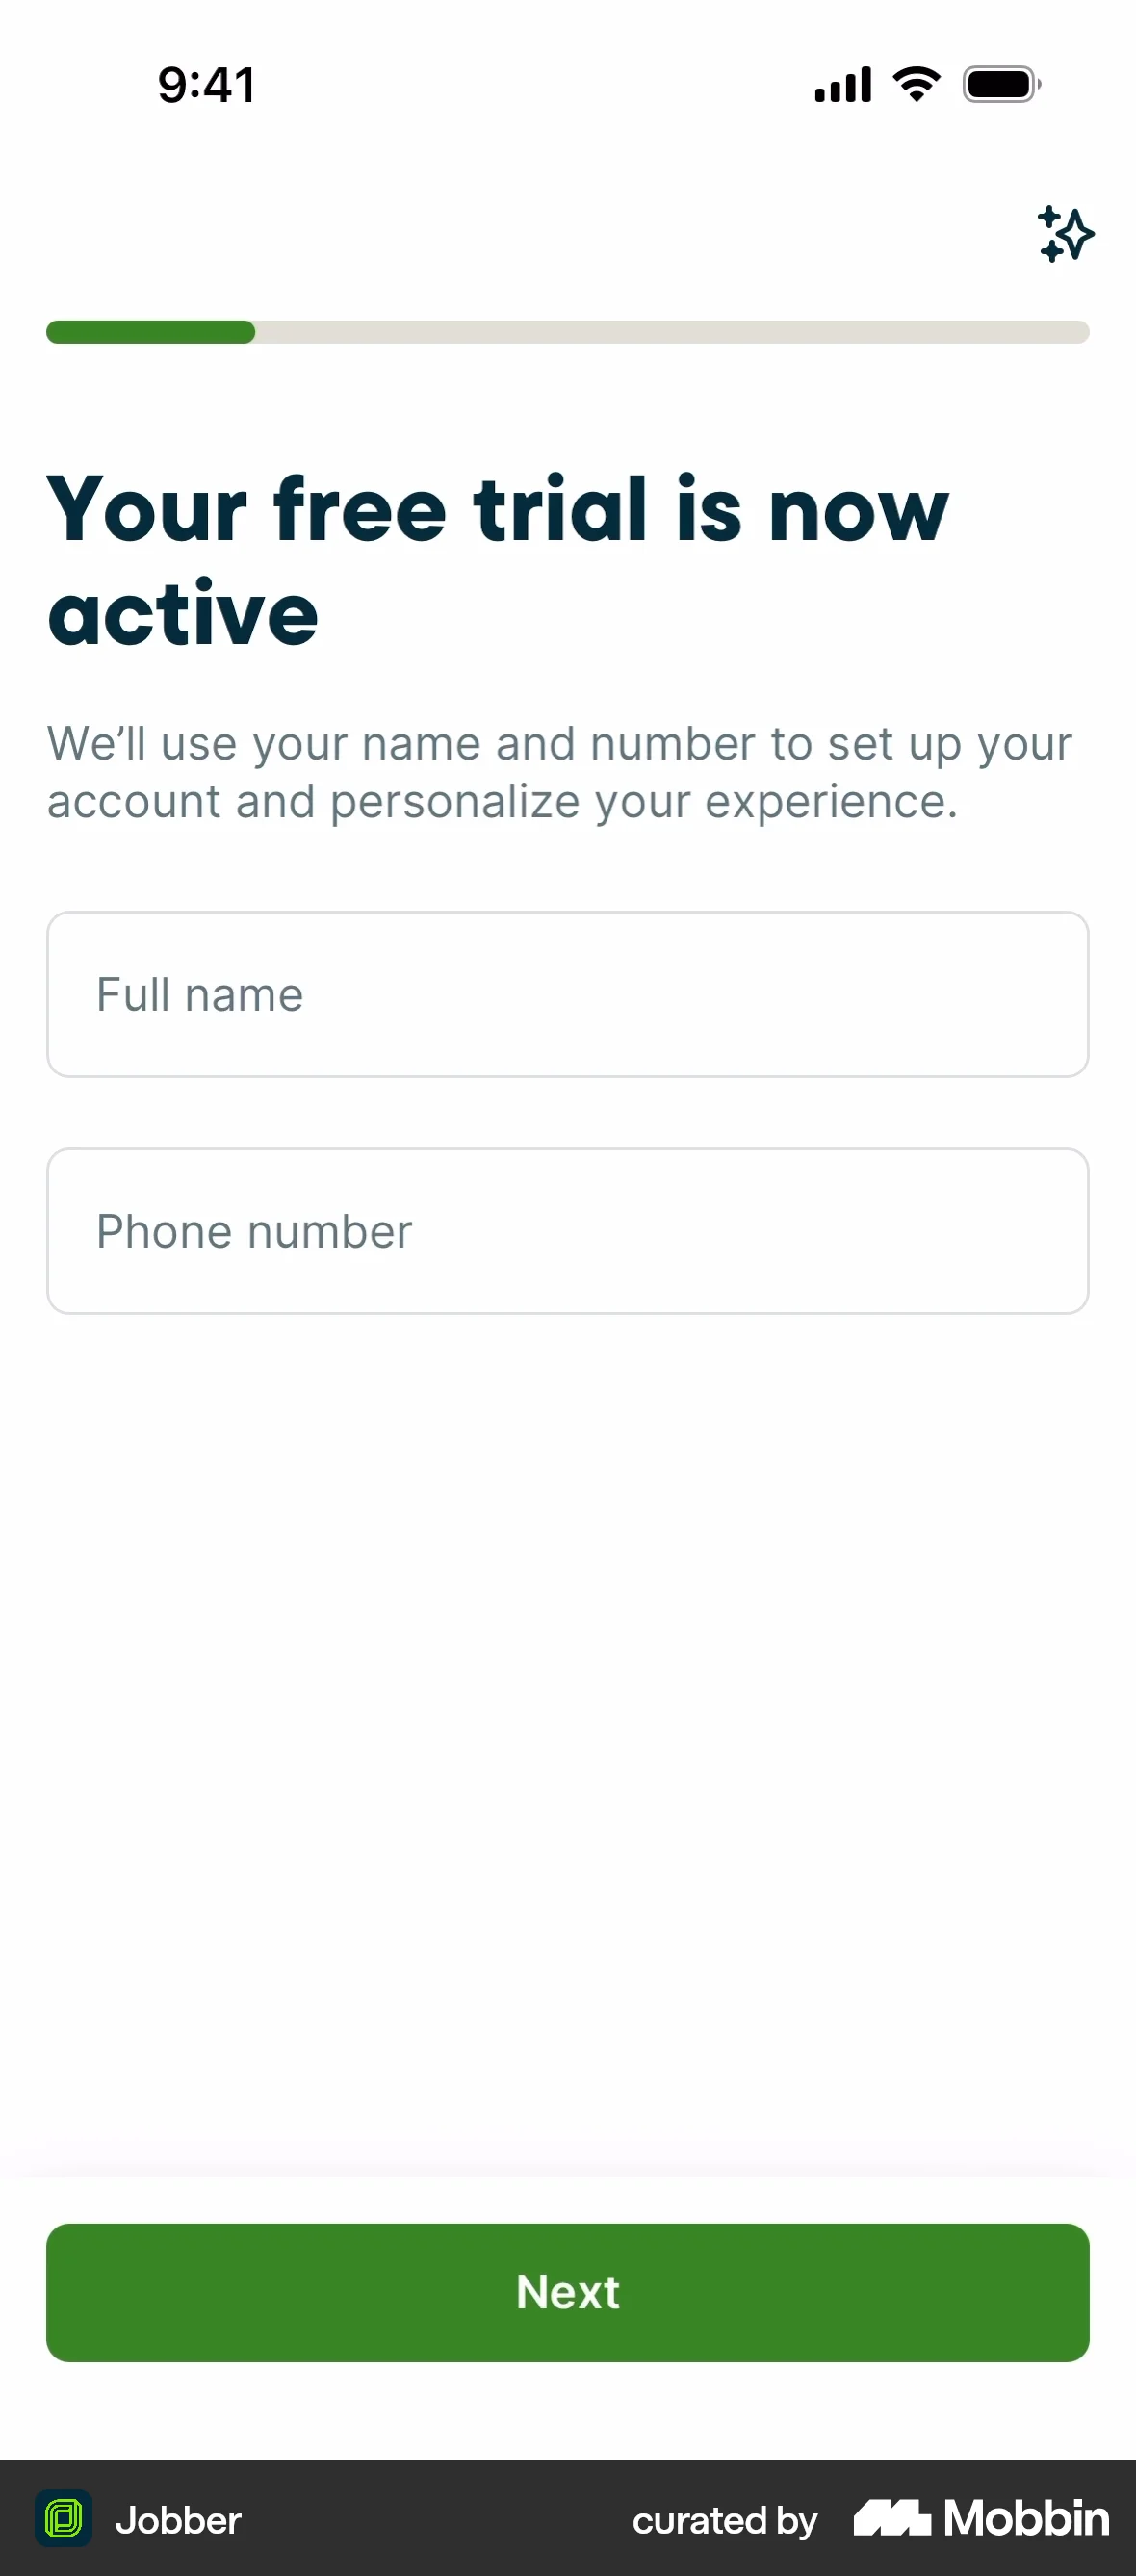 9:41
Your free trial is now
active
We’ll use your name and number to set up your
account and personalize your experience.
Full name
Phone number
Next
Jobber
curated by Mobbin